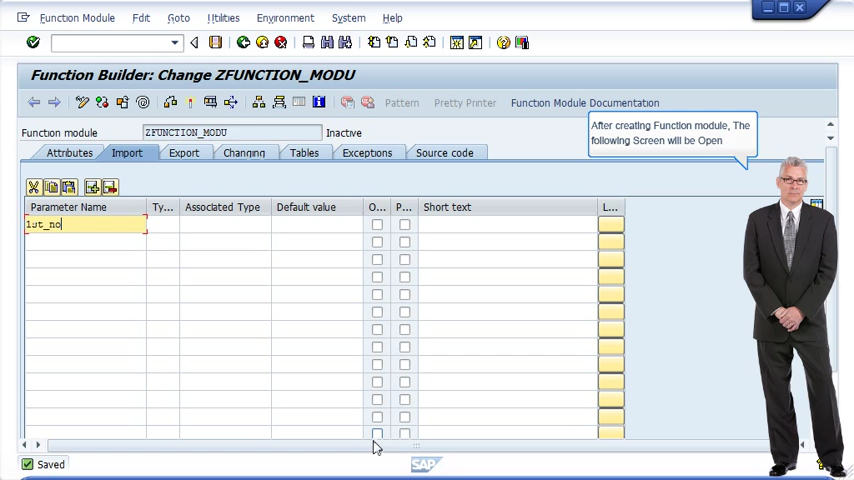 Function Module Edit Goto Utilities Environment System Help
Function Builder: Change ZFUNCTION_MODU
Pattern Pretty Printer Function Module Documentation
After creating Function module, The
following Screen will be Open
Function module ZFUNCTION_MODU Inactive
Attributes Import Export Changing Tables Exceptions Source code
Parameter Name Ty... Associated Type Default value O... P... Short text L...
1st_no
Saved
SAP